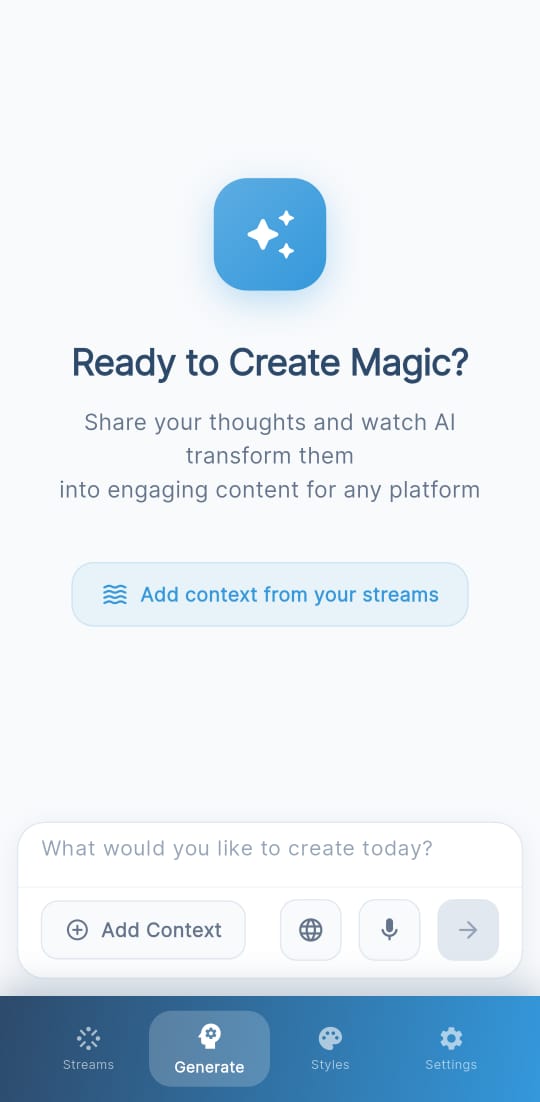 Ready to Create Magic?
Share your thoughts and watch AI
transform them
into engaging content for any platform
Add context from your streams
What would you like to create today?
Add Context
Streams
Generate
Styles
Settings